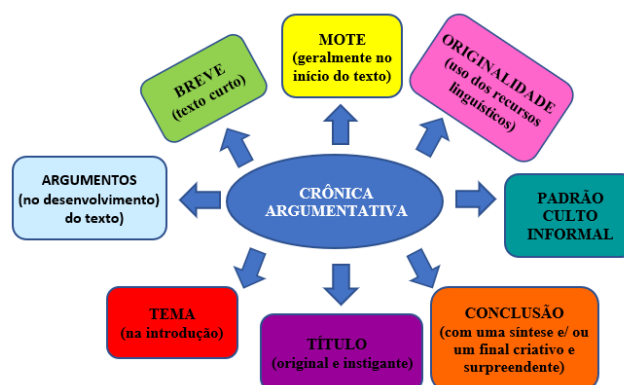 MOTE
(geralmente no
início do texto)
BREVE
(texto curto)
ORIGINALIDADE
(uso dos recursos
linguísticos)
ARGUMENTOS
(no desenvolvimento)
do texto)
CRÔNICA
ARGUMENTATIVA
PADRÃO
CULTO
INFORMAL
TEMA
(na introdução)
TÍTULO
(original e instigante)
CONCLUSÃO
(com uma síntese e/ ou
um final criativo e
surpreendente)